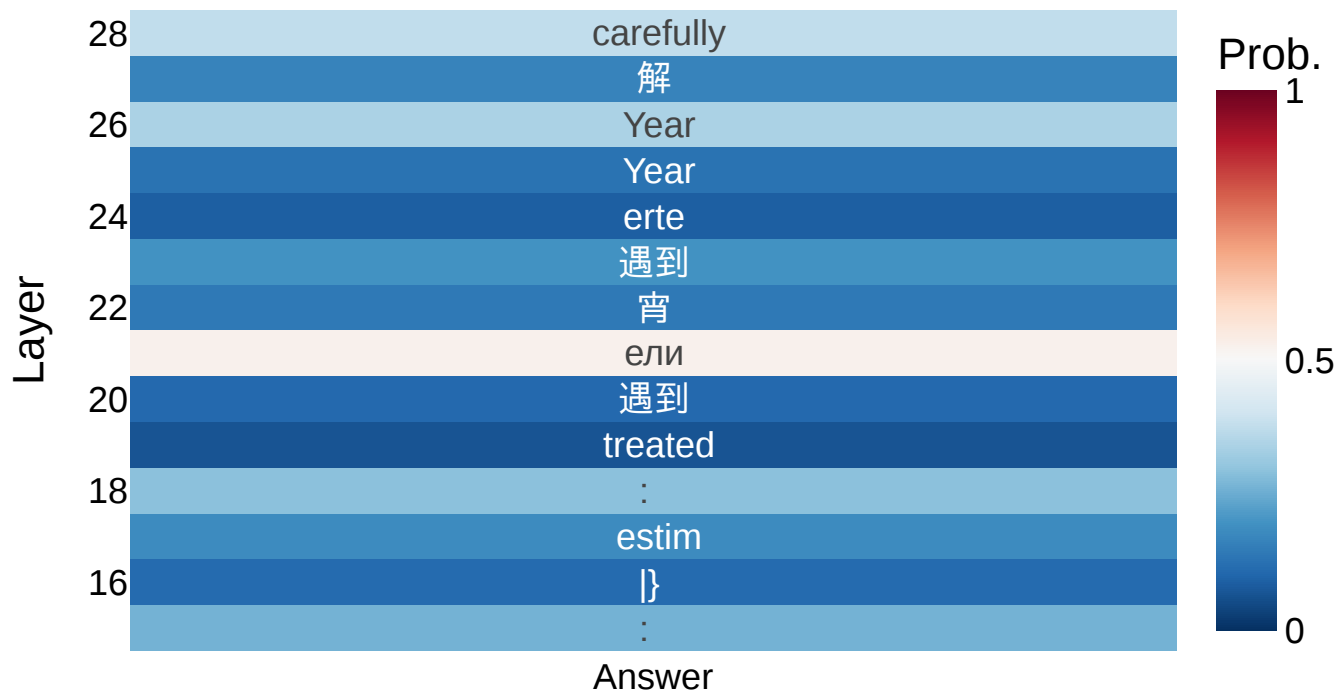 28 carefully
解
26 Year
Year
24 erte
遇到
22 宵
ели
20 遇到
treated
18 :
estim
16 |}
:
Answer
Layer
Prob.
1
0.5
0